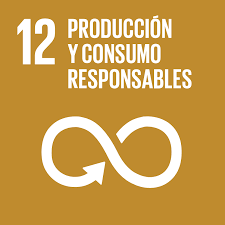 12 PRODUCCIÓN
Y CONSUMO
RESPONSABLES